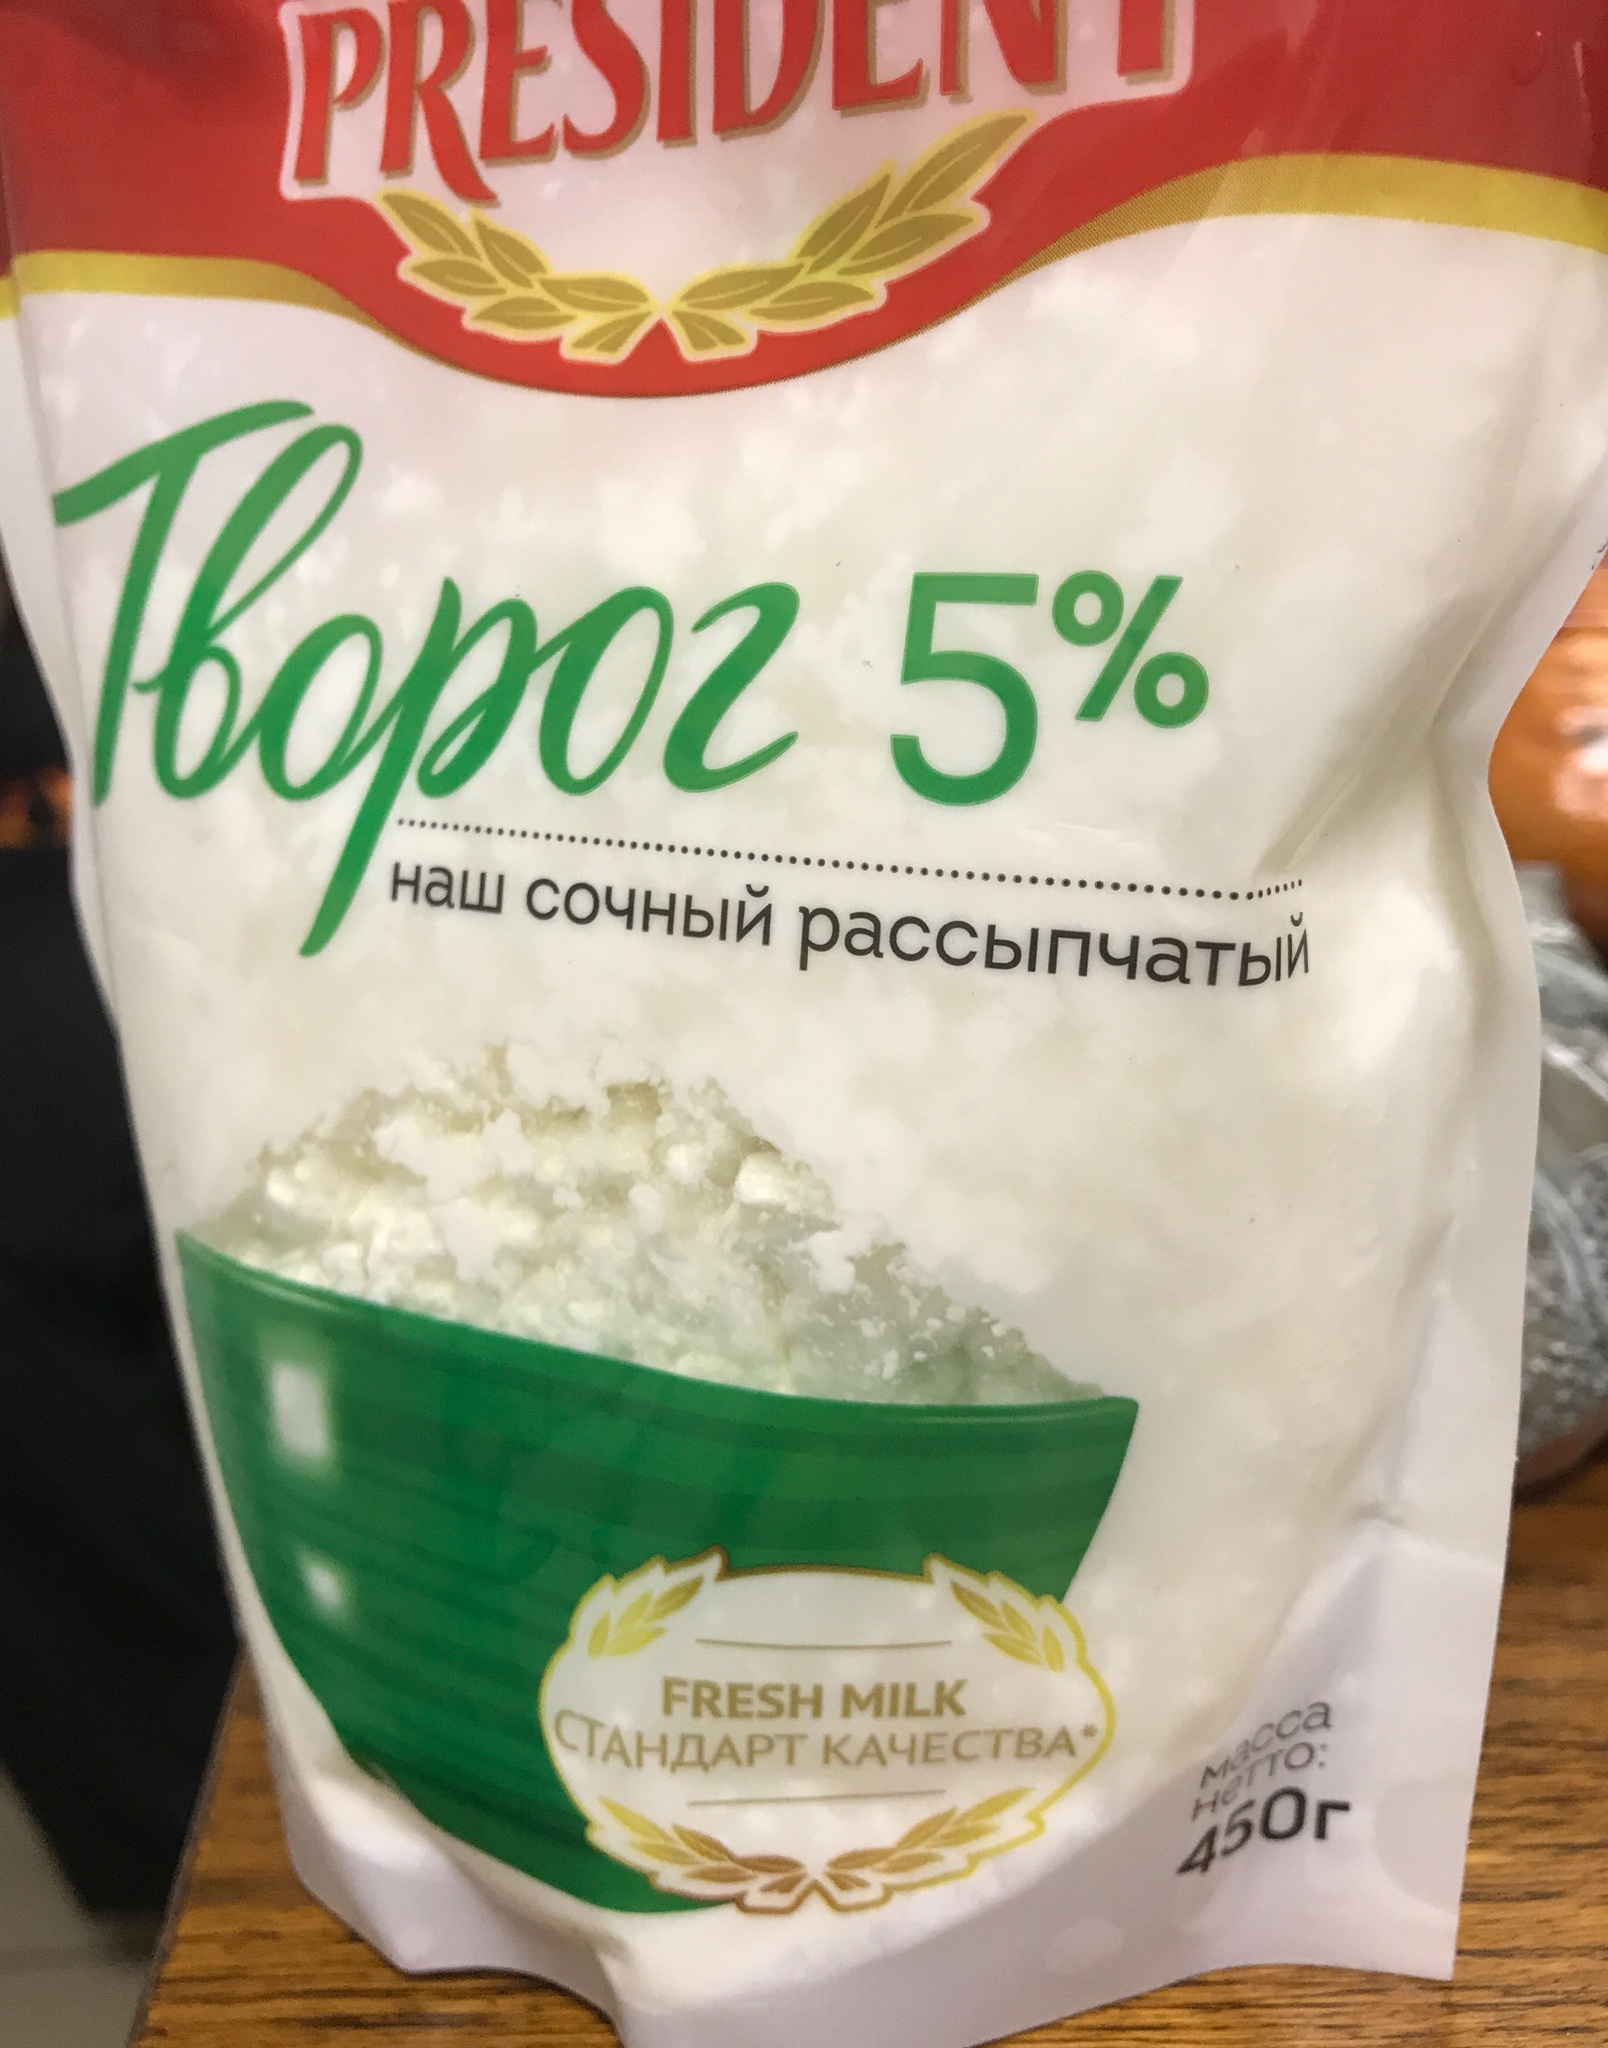 PRESIDENT
Творог 5%
наш сочный рассыпчатый
FRESH MILK
СТАНДАРТ КАЧЕСТВА*
масса
нетто:
450г